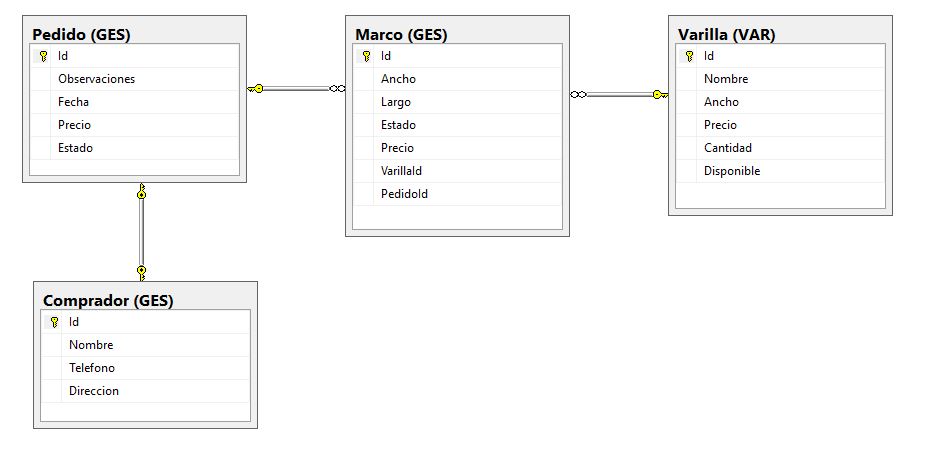 Pedido (GES)
Id
Observaciones
Fecha
Precio
Estado
Marco (GES)
Id
Ancho
Largo
Estado
Precio
VarillaId
PedidoId
Varilla (VAR)
Id
Nombre
Ancho
Precio
Cantidad
Disponible
Comprador (GES)
Id
Nombre
Telefono
Direccion